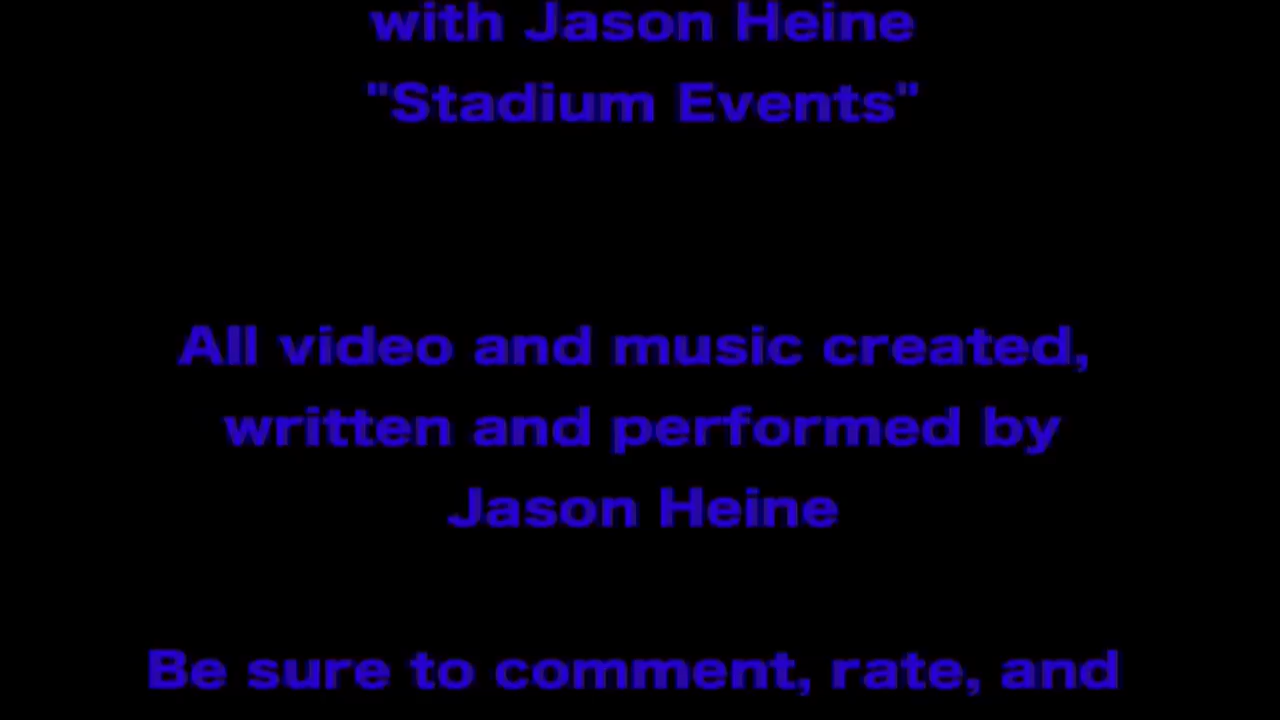 with Jason Heine
"Stadium Events"
All video and music created,
written and performed by
Jason Heine
Be sure to comment, rate, and